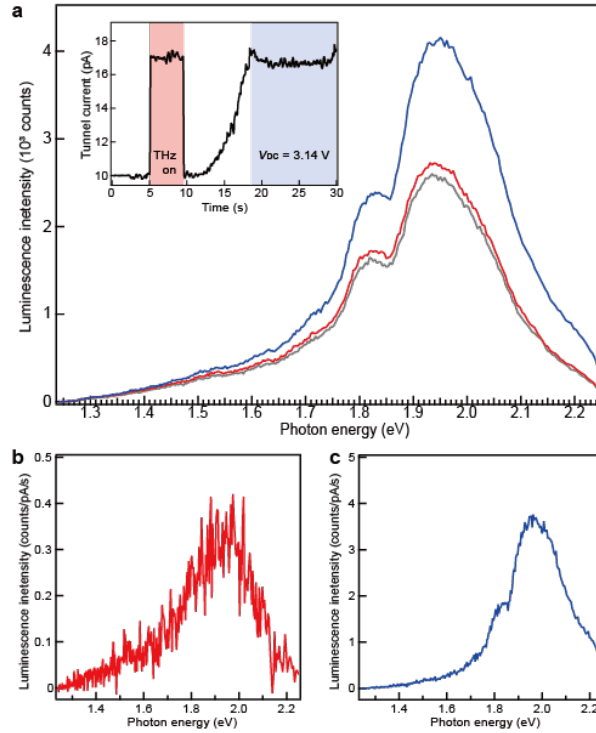 a
Luminescence inetensity (10³ counts)
4
3
2
1
0
Tunnel current (pA)
18
16
14
12
10
THz
on
VDC = 3.14 V
0 5 10 15 20 25 30
Time (s)
1.3 1.4 1.5 1.6 1.7 1.8 1.9 2.0 2.1 2.2
Photon energy (eV)
b
Luminescence inetensity (counts/pA/s)
0.5
0.4
0.3
0.2
0.1
0
1.4 1.6 1.8 2.0 2.2
Photon energy (eV)
c
Luminescence inetensity (counts/pA/s)
5
4
3
2
1
0
1.4 1.6 1.8 2.0 2.2
Photon energy (eV)